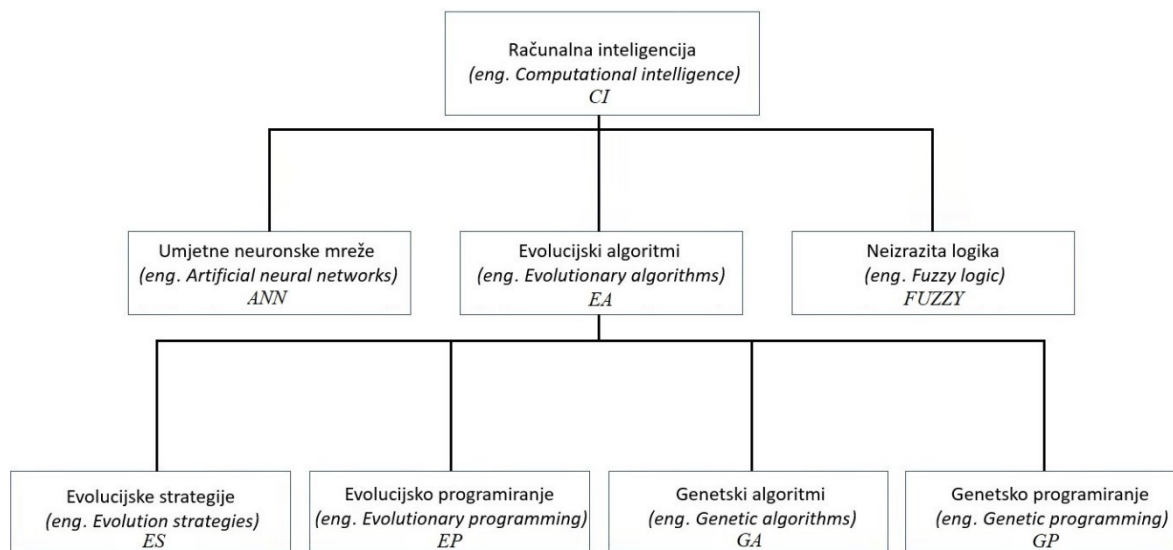 Računalna inteligencija
(eng. Computational intelligence)
CI
Umjetne neuronske mreže
(eng. Artificial neural networks)
ANN
Evolucijski algoritmi
(eng. Evolutionary algorithms)
EA
Neizrazita logika
(eng. Fuzzy logic)
FUZZY
Evolucijske strategije
(eng. Evolution strategies)
ES
Evolucijsko programiranje
(eng. Evolutionary programming)
EP
Genetski algoritmi
(eng. Genetic algorithms)
GA
Genetsko programiranje
(eng. Genetic programming)
GP